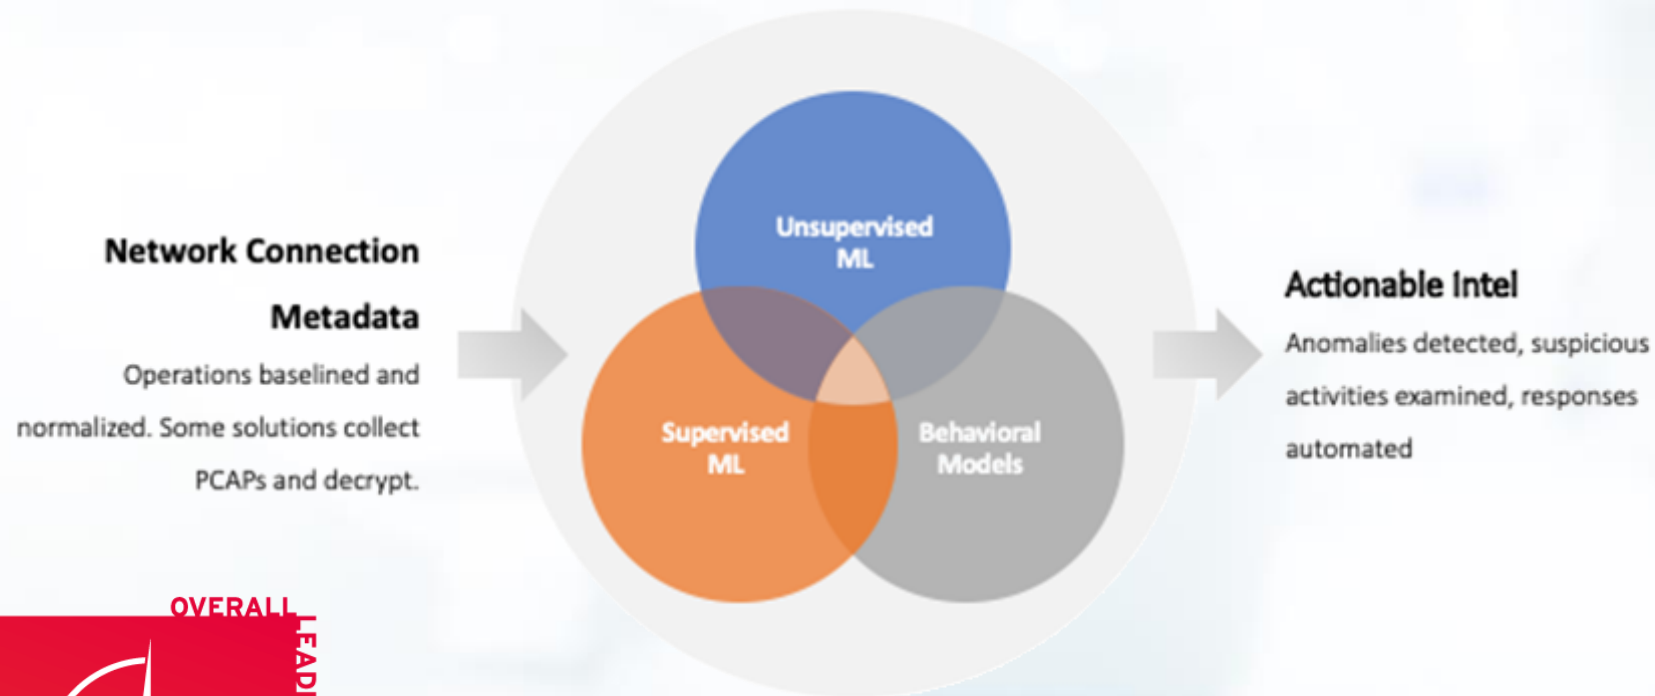 Network Connection
Metadata
Operations baselined and
normalized. Some solutions collect
PCAPs and decrypt.
Unsupervised
ML
Supervised
ML
Behavioral
Models
Actionable Intel
Anomalies detected, suspicious
activities examined, responses
automated
OVERALL